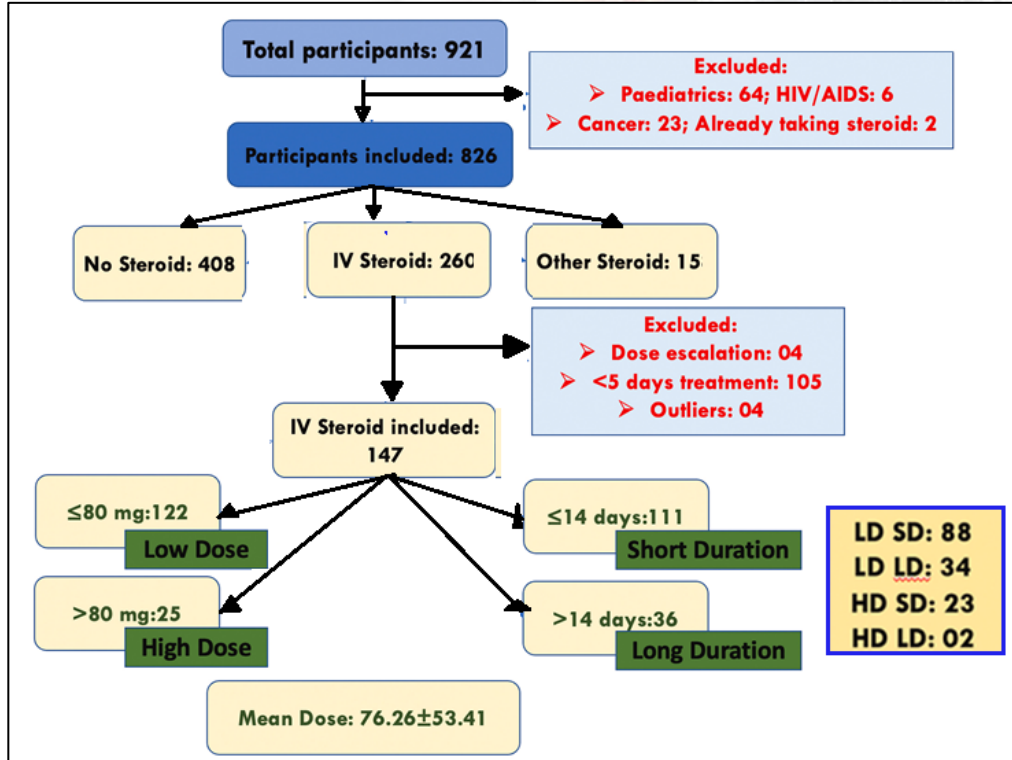 Total participants: 921
Excluded:
➢ Paediatrics: 64; HIV/AIDS: 6
➢ Cancer: 23; Already taking steroid: 2
Participants included: 826
No Steroid: 408
IV Steroid: 260
Other Steroid: 15
Excluded:
➢ Dose escalation: 04
➢ <5 days treatment: 105
➢ Outliers: 04
IV Steroid included:
147
≤80 mg:122
Low Dose
>80 mg:25
High Dose
≤14 days:111
Short Duration
>14 days:36
Long Duration
LD SD: 88
LD LD: 34
HD SD: 23
HD LD: 02
Mean Dose: 76.26±53.41